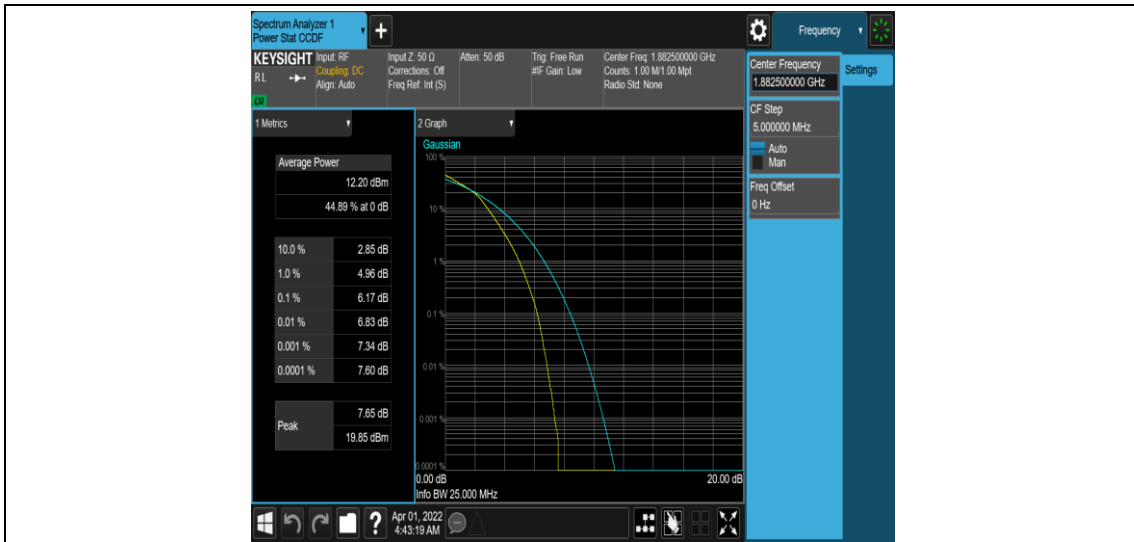 Spectrum Analyzer 1
Power Stat CCDF
+
Frequency
KEYSIGHT
RL
Input: RF
Coupling: DC
Align: Auto
Input Z: 50 Ω
Corrections: Off
Freq Ref: Int (S)
Atten: 50 dB
Trig: Free Run
#IF Gain: Low
Center Freq: 1.882500000 GHz
Counts: 1.00 M/1.00 Mpt
Radio Std: None
Center Frequency
1.882500000 GHz
Settings
CF Step
5.000000 MHz
Auto
Man
Freq Offset
0 Hz
1 Metrics
Average Power
12.20 dBm
44.89 % at 0 dB
10.0 % 2.85 dB
1.0 % 4.96 dB
0.1 % 6.17 dB
0.01 % 6.83 dB
0.001 % 7.34 dB
0.0001 % 7.60 dB
Peak
7.65 dB
19.85 dBm
2 Graph
Gaussian
100 %
10 %
1 %
0.1 %
0.01 %
0.001 %
0.0001 %
0.00 dB 20.00 dB
Info BW 25.000 MHz
?
Apr 01, 2022
4:43:19 AM